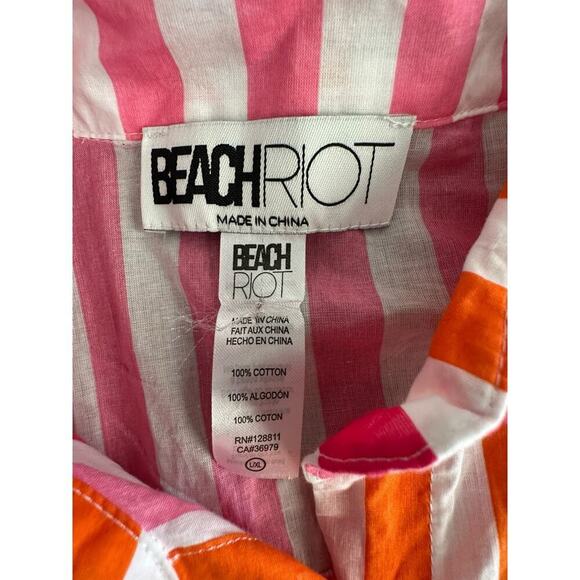 BEACHRIOT
MADE IN CHINA
BEACH
RIOT
MADE IN CHINA
FAIT AUX CHINA
HECHO EN CHINA
100% COTTON
100% ALGODÓN
100% COTON
RN#128811
CA#36979
L/XL